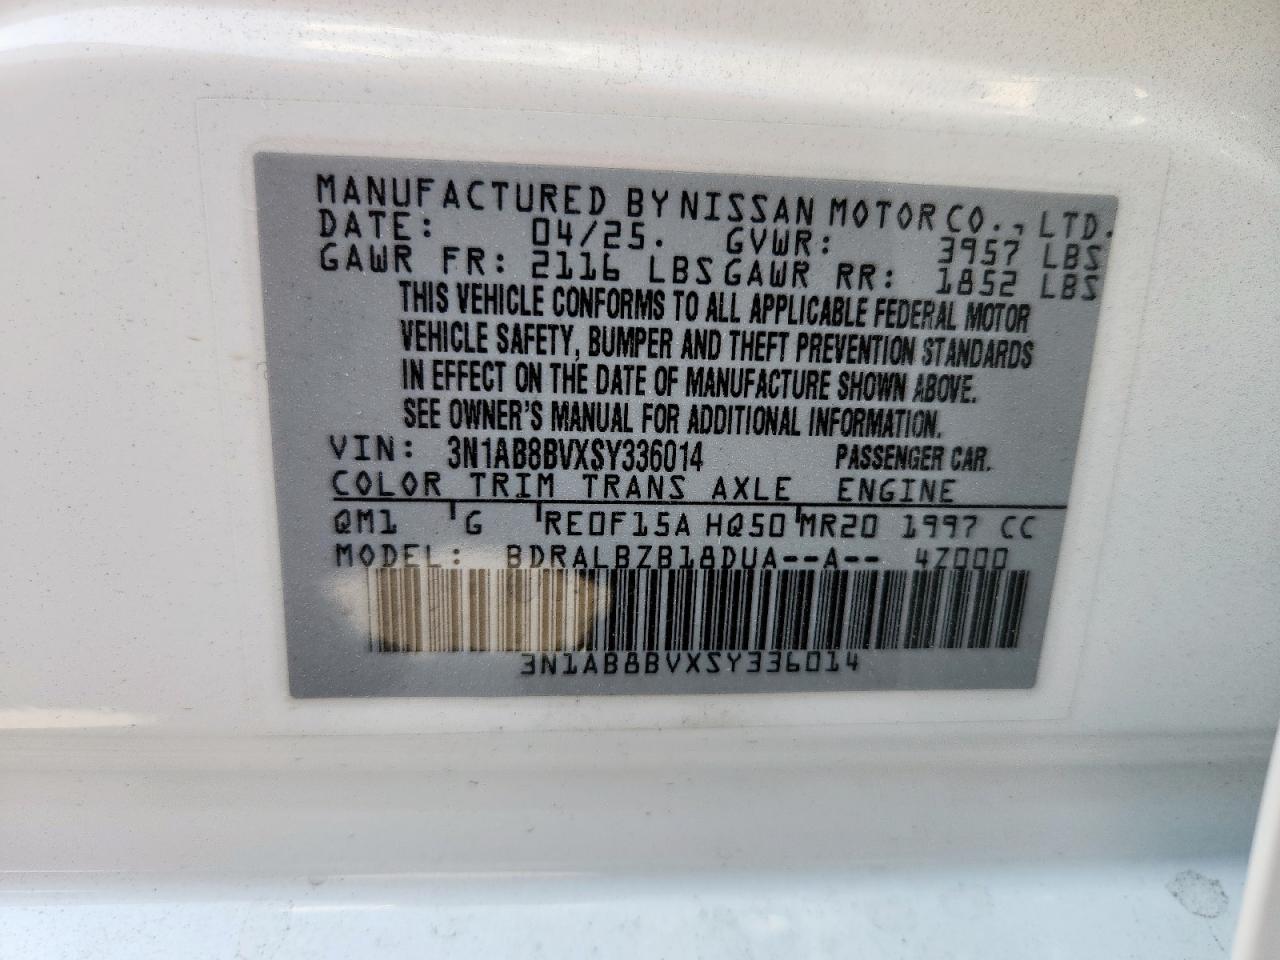 MANUFACTURED BY NISSAN MOTOR CO., LTD.
DATE: 04/25. GVWR: 3957 LBS
GAWR FR: 2116 LBS GAWR RR: 1852 LBS
THIS VEHICLE CONFORMS TO ALL APPLICABLE FEDERAL MOTOR
VEHICLE SAFETY, BUMPER AND THEFT PREVENTION STANDARDS
IN EFFECT ON THE DATE OF MANUFACTURE SHOWN ABOVE.
SEE OWNER'S MANUAL FOR ADDITIONAL INFORMATION.
VIN: 3N1AB8BVXSY336014 PASSENGER CAR.
COLOR TRIM TRANS AXLE ENGINE
QM1 G RE0F15A HQ50 MR20 1997 CC
MODEL: BDRALBZB18DUA--A-- 4Z000
3N1AB8BVXSY336014